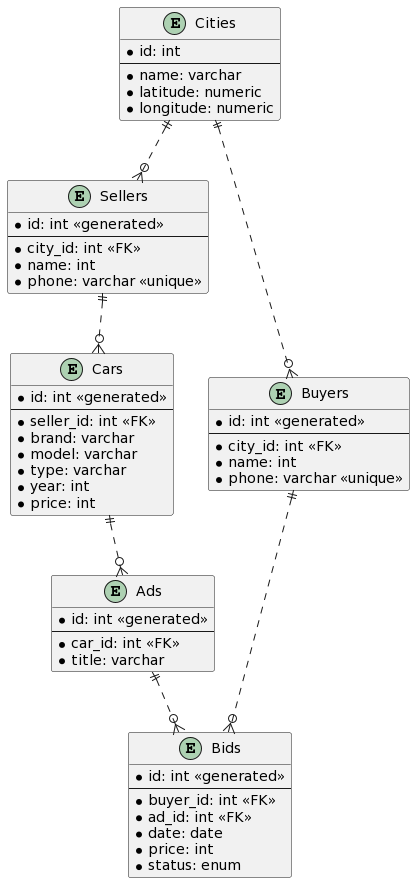 E Cities
id: int
name: varchar
latitude: numeric
longitude: numeric
E Sellers
id: int «generated»
city_id: int «FK»
name: int
phone: varchar «unique»
E Cars
id: int «generated»
seller_id: int «FK»
brand: varchar
model: varchar
type: varchar
year: int
price: int
E Buyers
id: int «generated»
city_id: int «FK»
name: int
phone: varchar «unique»
E Ads
id: int «generated»
car_id: int «FK»
title: varchar
E Bids
id: int «generated»
buyer_id: int «FK»
ad_id: int «FK»
date: date
price: int
status: enum